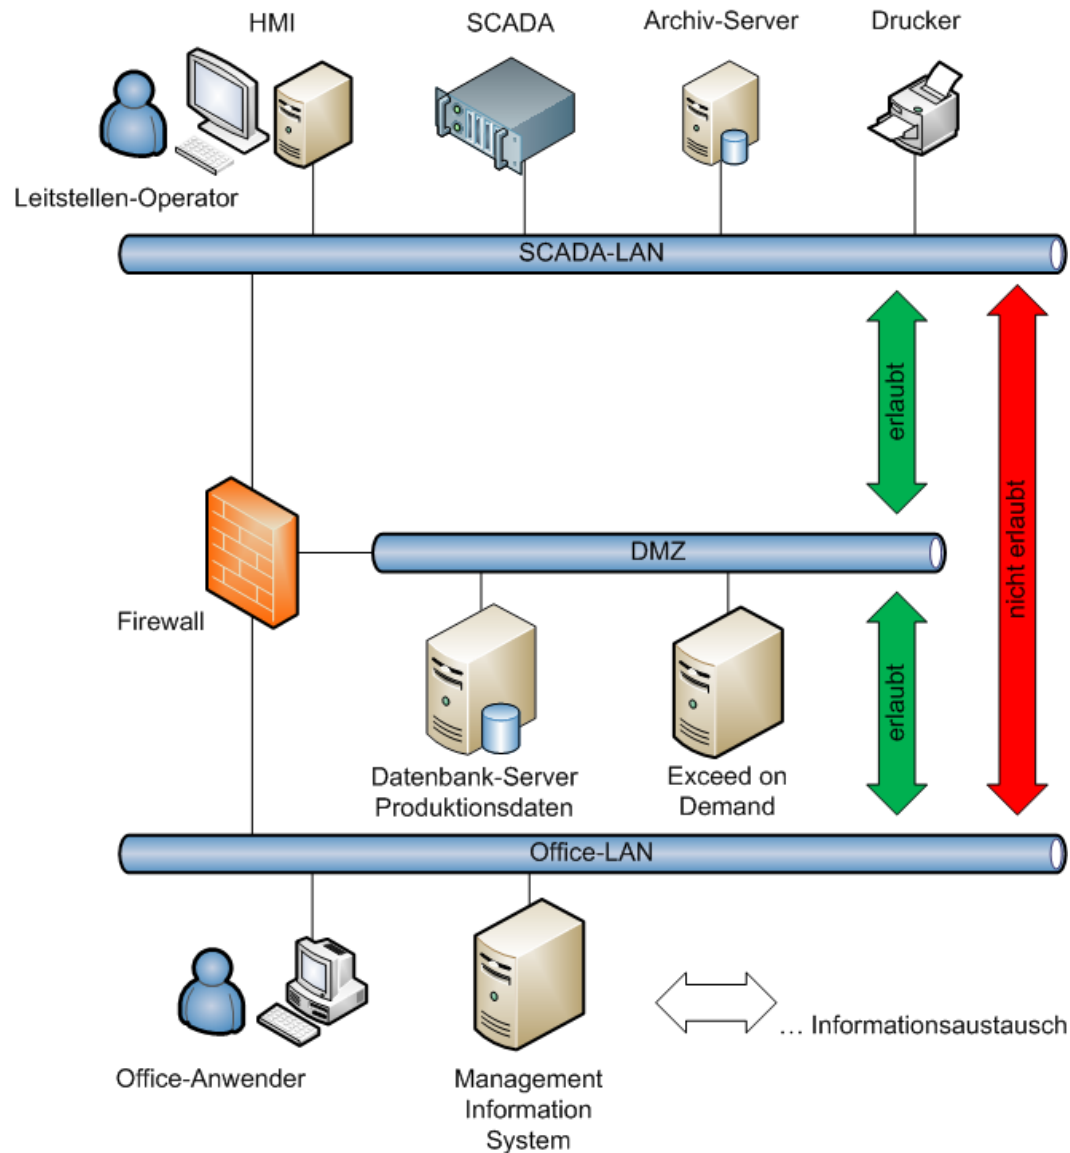 HMI
SCADA
Archiv-Server
Drucker
Leitstellen-Operator
SCADA-LAN
erlaubt
nicht erlaubt
DMZ
Firewall
erlaubt
Datenbank-Server
Produktionsdaten
Exceed on
Demand
Office-LAN
... Informationsaustausch
Office-Anwender
Management
Information
System